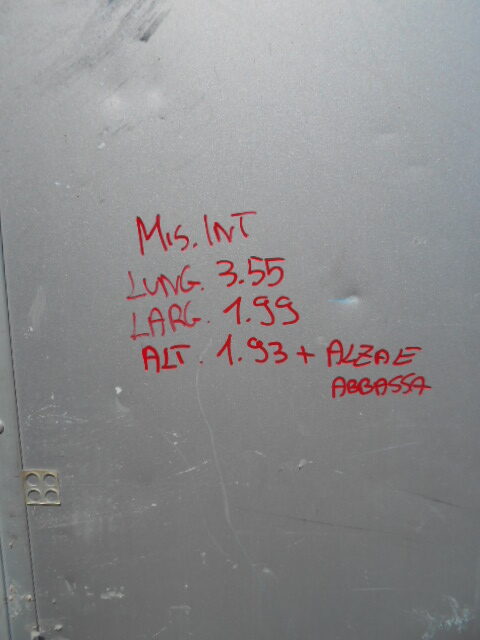 MIS. INT
LUNG. 3.55
LARG. 1.99
ALT. 1.93 + ALZA E
ABBASSA